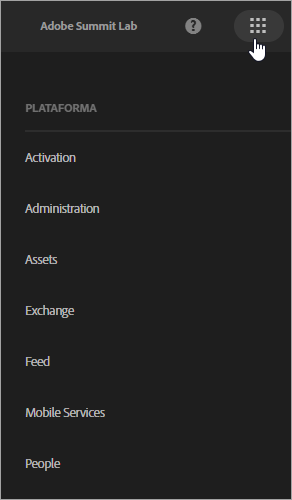 Adobe Summit Lab
PLATAFORMA
Activation
Administration
Assets
Exchange
Feed
Mobile Services
People